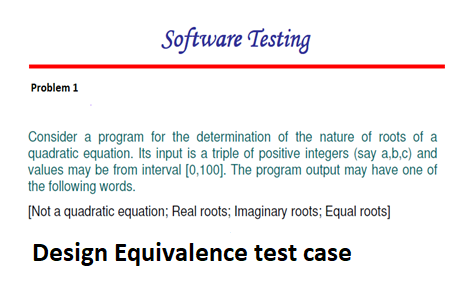 Software Testing
Problem 1
Consider a program for the determination of the nature of roots of a
quadratic equation. Its input is a triple of positive integers (say a,b,c) and
values may be from interval [0,100]. The program output may have one of
the following words.
[Not a quadratic equation; Real roots; Imaginary roots; Equal roots]
Design Equivalence test case